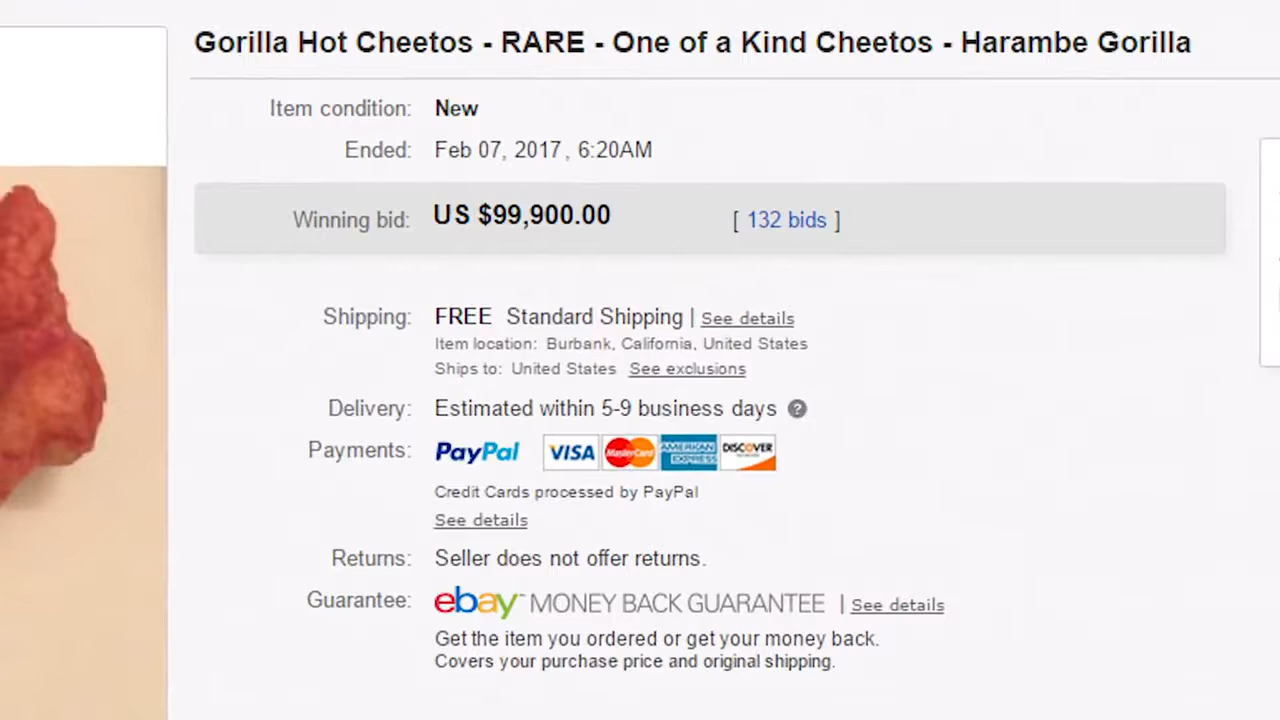 Gorilla Hot Cheetos - RARE - One of a Kind Cheetos - Harambe Gorilla
Item condition: New
Ended: Feb 07, 2017 , 6:20AM
Winning bid: US $99,900.00 [ 132 bids ]
Shipping: FREE Standard Shipping | See details
Item location: Burbank, California, United States
Ships to: United States See exclusions
Delivery: Estimated within 5-9 business days ?
Payments: PayPal VISA MasterCard AMERICAN EXPRESS DISCOVER
Credit Cards processed by PayPal
See details
Returns: Seller does not offer returns.
Guarantee: ebay™ MONEY BACK GUARANTEE | See details
Get the item you ordered or get your money back.
Covers your purchase price and original shipping.